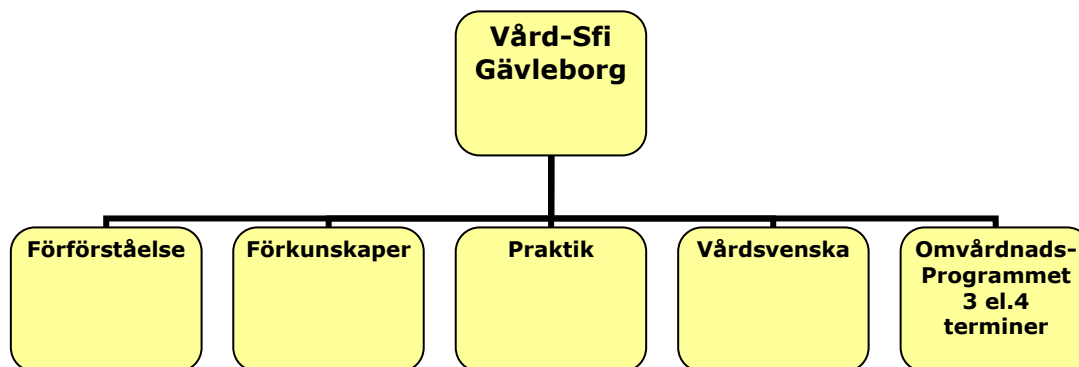 Vård-Sfi
Gävleborg
Förförståelse
Förkunskaper
Praktik
Vårdsvenska
Omvårdnads-
Programmet
3 el.4
terminer